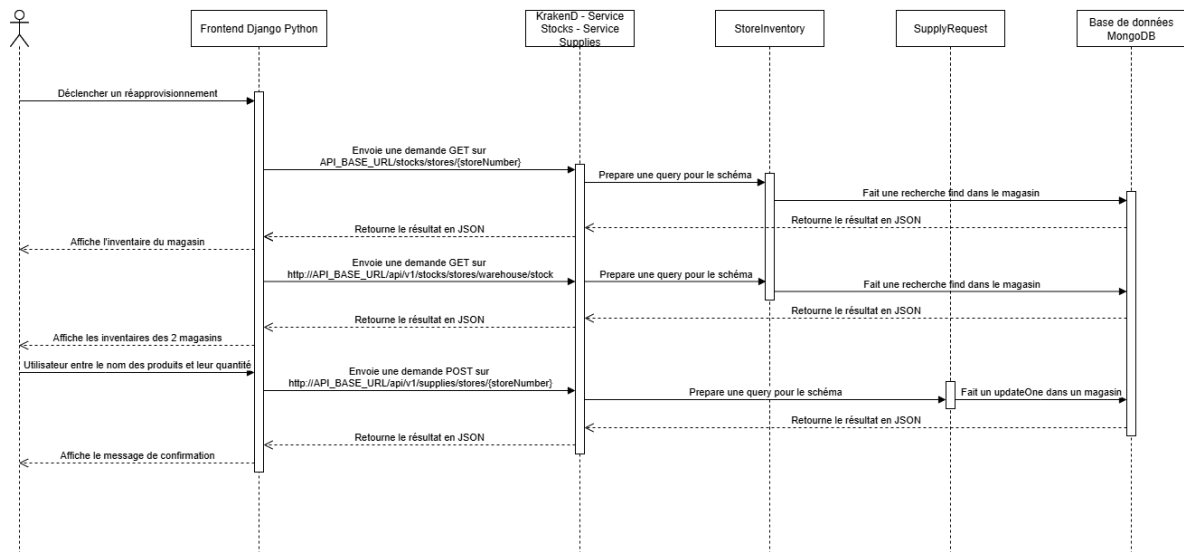 Frontend Django Python
KrakenD - Service
Stocks - Service
Supplies
StoreInventory
SupplyRequest
Base de données
MongoDB
Déclencher un réapprovisionnement
Envoie une demande GET sur
API_BASE_URL/stocks/stores/{storeNumber}
Prepare une query pour le schéma
Fait une recherche find dans le magasin
Retourne le résultat en JSON
Retourne le résultat en JSON
Affiche l'inventaire du magasin
Envoie une demande GET sur
http://API_BASE_URL/api/v1/stocks/stores/warehouse/stock
Prepare une query pour le schéma
Fait une recherche find dans le magasin
Retourne le résultat en JSON
Retourne le résultat en JSON
Affiche les inventaires des 2 magasins
Utilisateur entre le nom des produits et leur quantité
Envoie une demande POST sur
http://API_BASE_URL/api/v1/supplies/stores/{storeNumber}
Prepare une query pour le schéma
Fait un updateOne dans un magasin
Retourne le résultat en JSON
Retourne le résultat en JSON
Affiche le message de confirmation